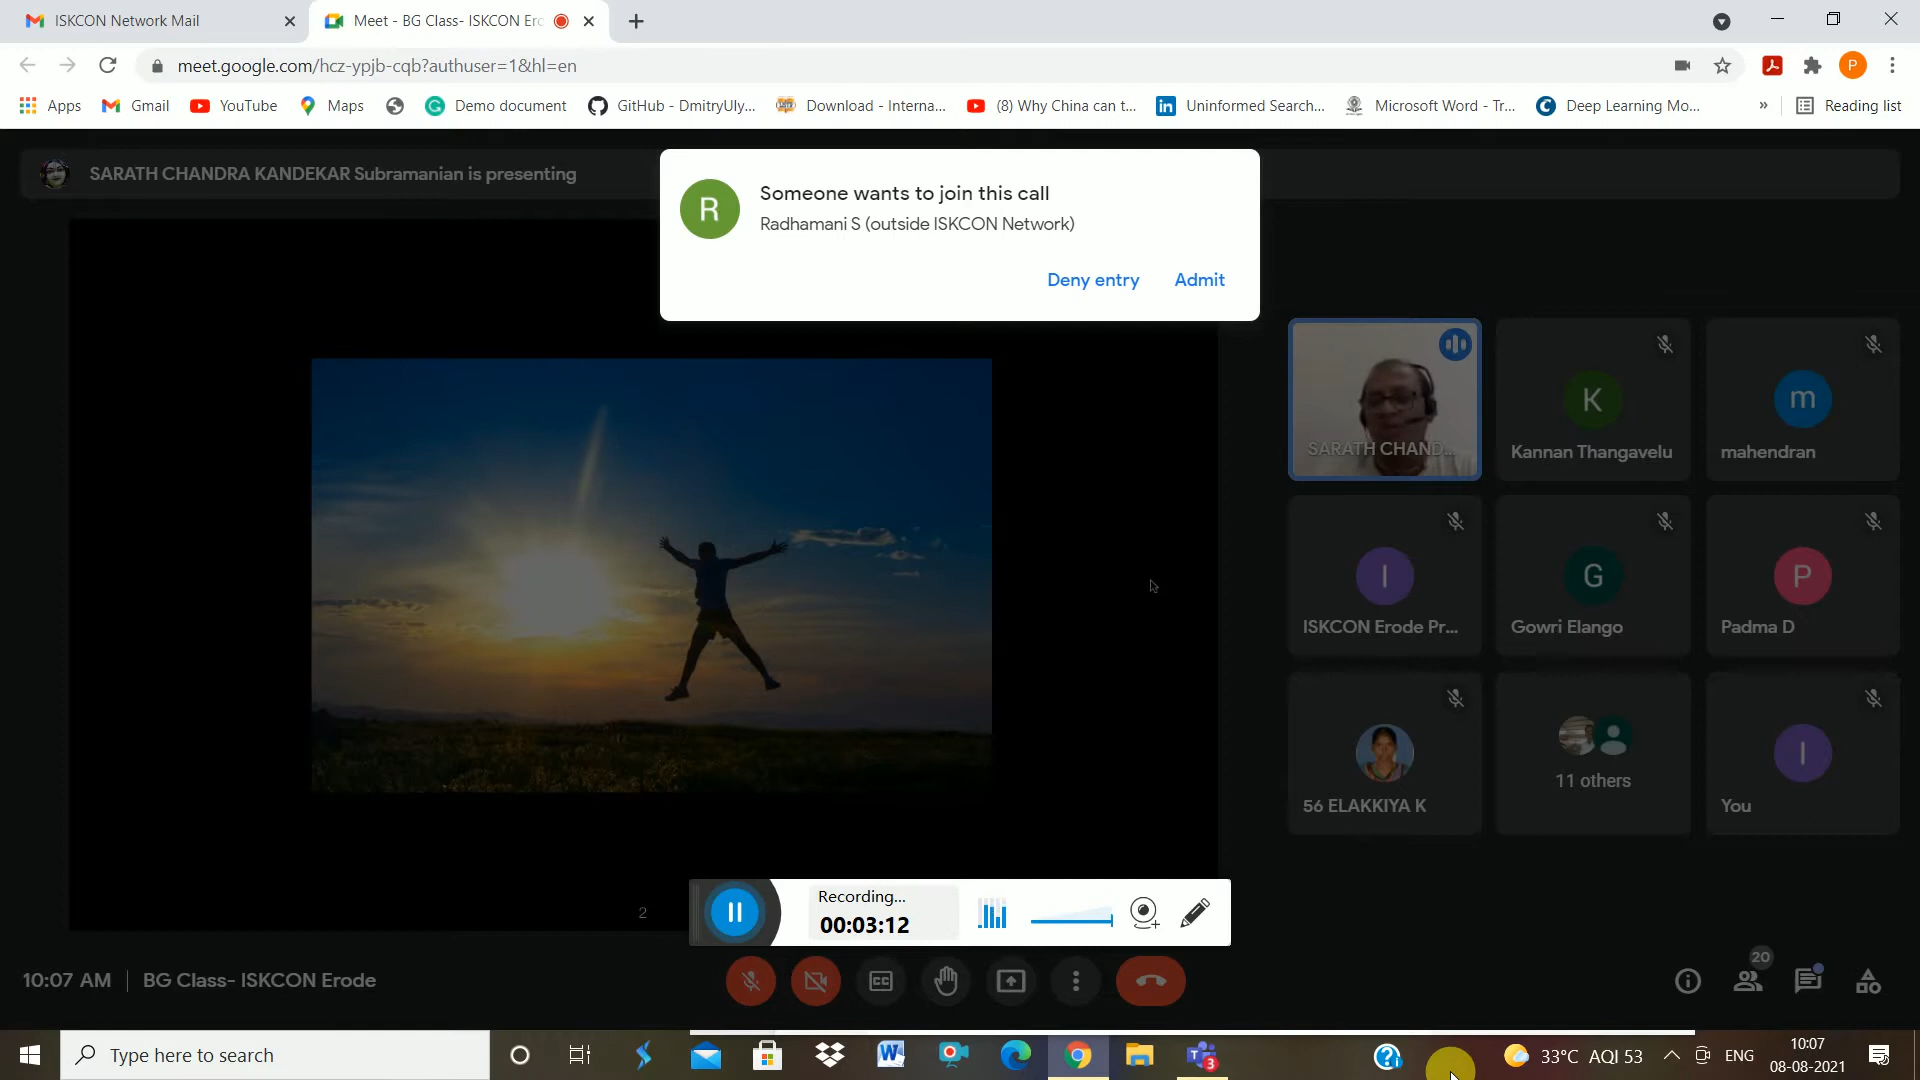 ISKCON Network Mail
Meet - BG Class- ISKCON Erc
meet.google.com/hcz-ypjb-cqb?authuser=1&hl=en
P
Apps
Gmail
YouTube
Maps
Demo document
GitHub - DmitryUly...
Download - Interna...
(8) Why China can t...
Uninformed Search...
Microsoft Word - Tr...
Deep Learning Mo...
»
Reading list
SARATH CHANDRA KANDEKAR Subramanian is presenting
R
Someone wants to join this call
Radhamani S (outside ISKCON Network)
Deny entry
Admit
SARATH CHAND...
K
Kannan Thangavelu
m
mahendran
I
ISKCON Erode Pr...
G
Gowri Elango
P
Padma D
56 ELAKKIYA K
11 others
I
You
2
Recording...
00:03:12
10:07 AM
BG Class- ISKCON Erode
CC
20
Type here to search
3
33°C AQI 53
ENG
10:07
08-08-2021